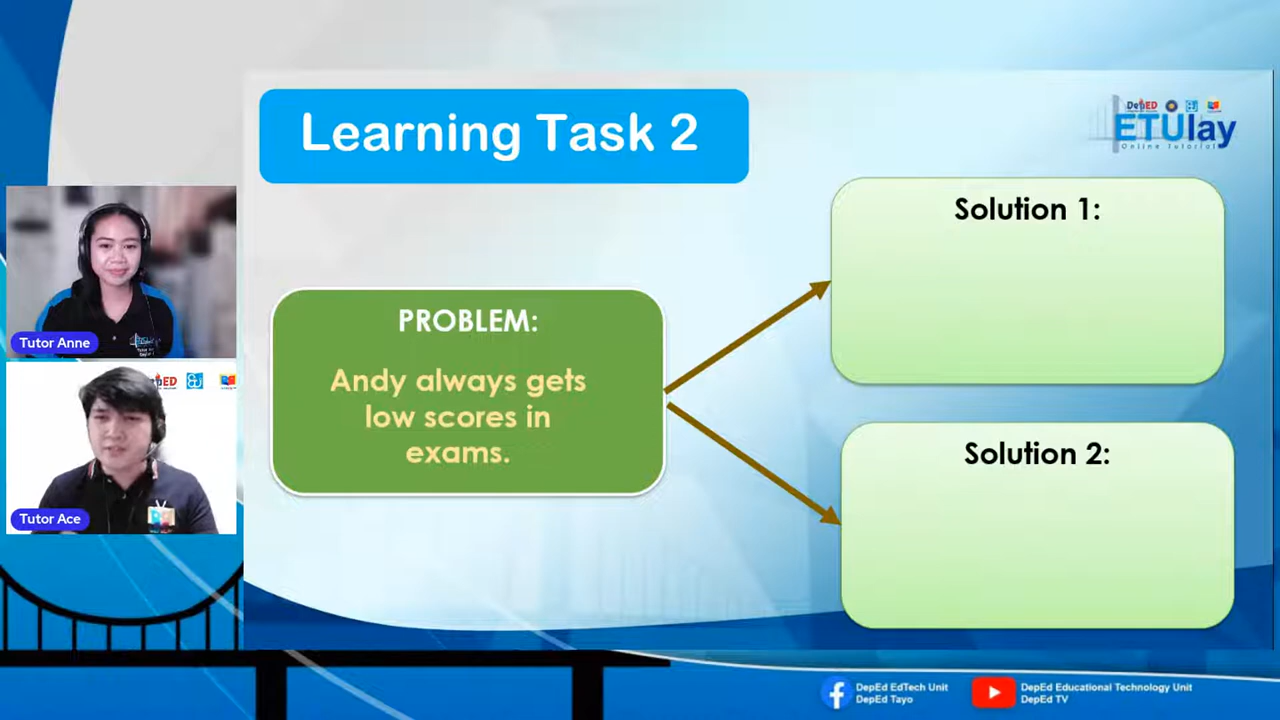 Learning Task 2
DepED
ETUlay
Online Tutorial
Solution 1:
PROBLEM:
Andy always gets
low scores in
exams.
Solution 2:
Tutor Anne
Tutor Ace
DepEd EdTech Unit
DepEd Tayo
DepEd Educational Technology Unit
DepEd TV